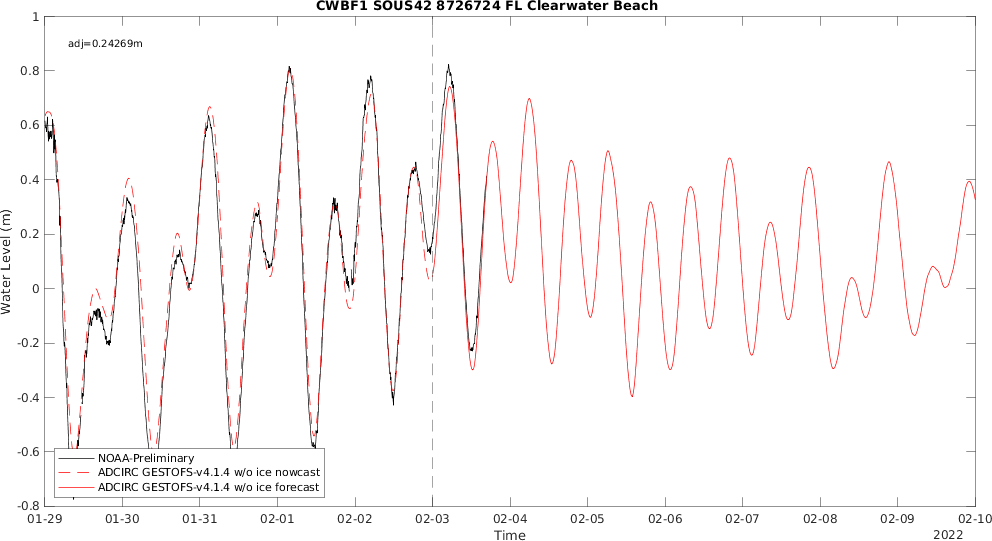 CWBF1 SOUS42 8726724 FL Clearwater Beach
1
adj=0.24269m
0.8
0.6
0.4
0.2
0
-0.2
-0.4
-0.6
-0.8
Water Level (m)
NOAA-Preliminary
ADCIRC GESTOFS-v4.1.4 w/o ice nowcast
ADCIRC GESTOFS-v4.1.4 w/o ice forecast
01-29 01-30 01-31 02-01 02-02 02-03 02-04 02-05 02-06 02-07 02-08 02-09 02-10
Time
2022